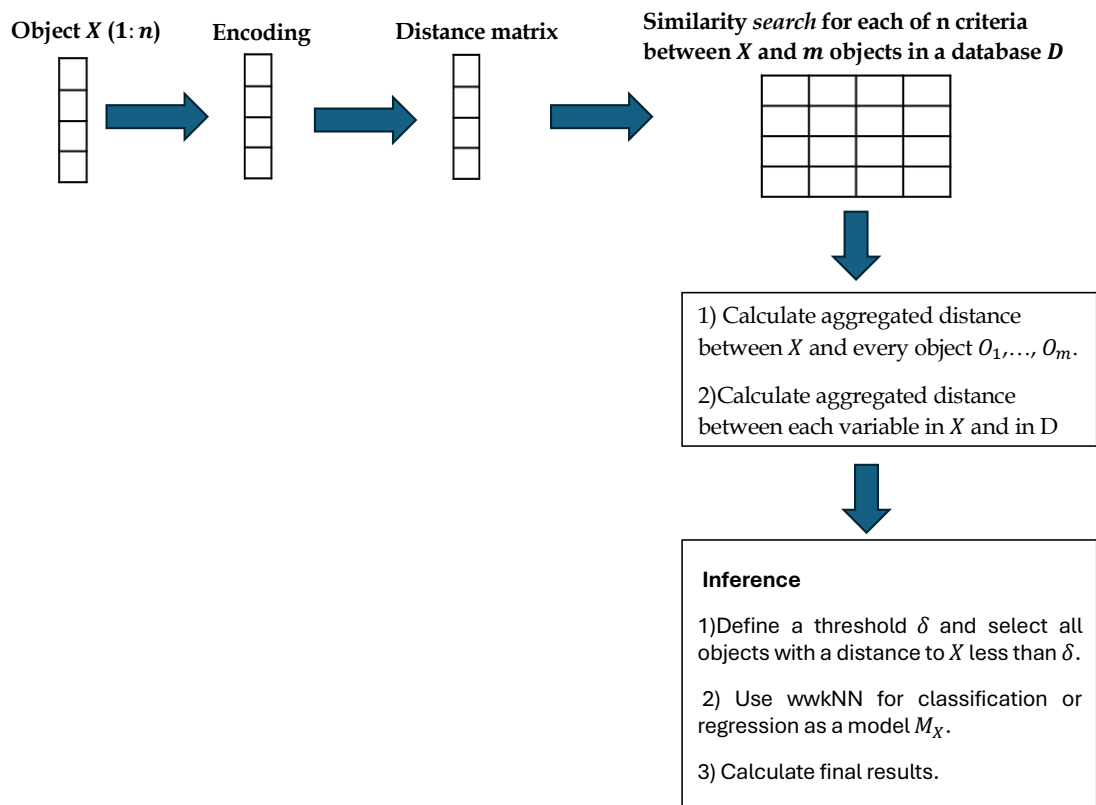 Object X (1: n)
Encoding
Distance matrix
Similarity search for each of n criteria
between X and m objects in a database D
1) Calculate aggregated distance
between X and every object O₁,…, Oₘ.
2)Calculate aggregated distance
between each variable in X and in D
Inference
1)Define a threshold δ and select all
objects with a distance to X less than δ.
2) Use wwkNN for classification or
regression as a model M_X.
3) Calculate final results.